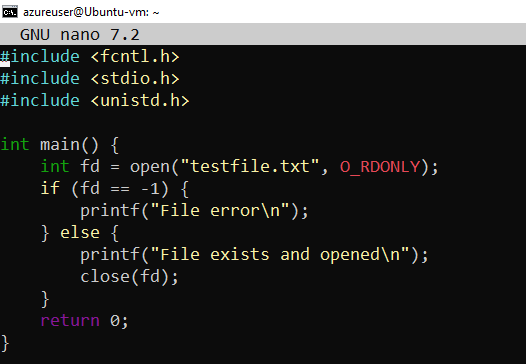 azureuser@Ubuntu-vm: ~
GNU nano 7.2
#include <fcntl.h>
#include <stdio.h>
#include <unistd.h>

int main() {
    int fd = open("testfile.txt", O_RDONLY);
    if (fd == -1) {
        printf("File error\n");
    } else {
        printf("File exists and opened\n");
        close(fd);
    }
    return 0;
}